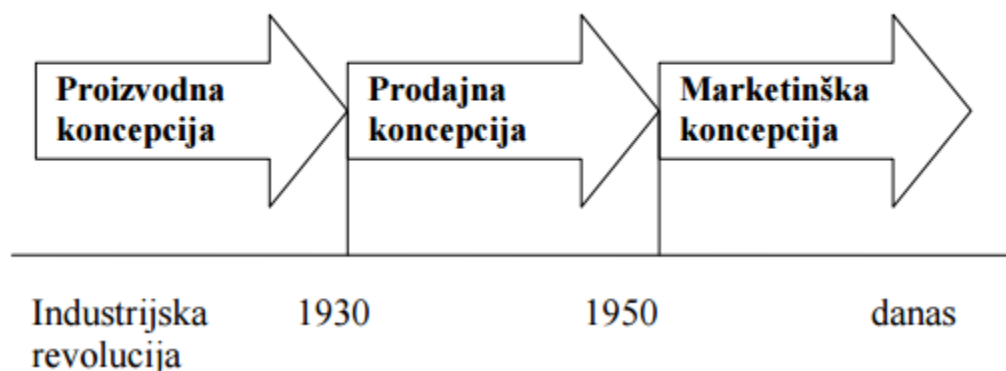 Proizvodna
koncepcija
Prodajna
koncepcija
Marketinška
koncepcija
Industrijska
revolucija
1930
1950
danas